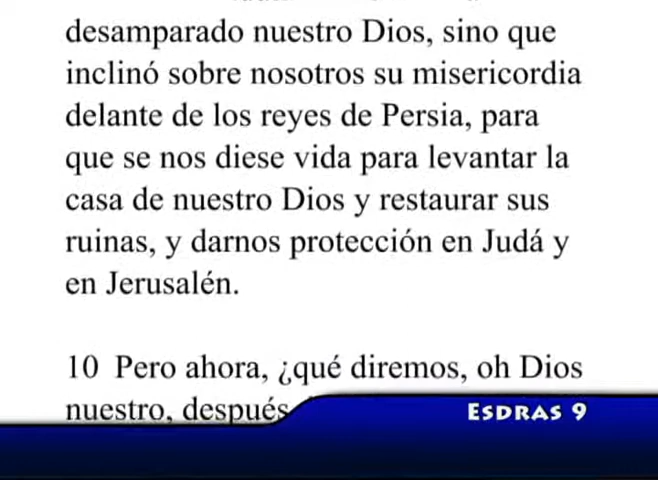 desamparado nuestro Dios, sino que
inclinó sobre nosotros su misericordia
delante de los reyes de Persia, para
que se nos diese vida para levantar la
casa de nuestro Dios y restaurar sus
ruinas, y darnos protección en Judá y
en Jerusalén.
10 Pero ahora, ¿qué diremos, oh Dios
nuestro, después
ESDRAS 9